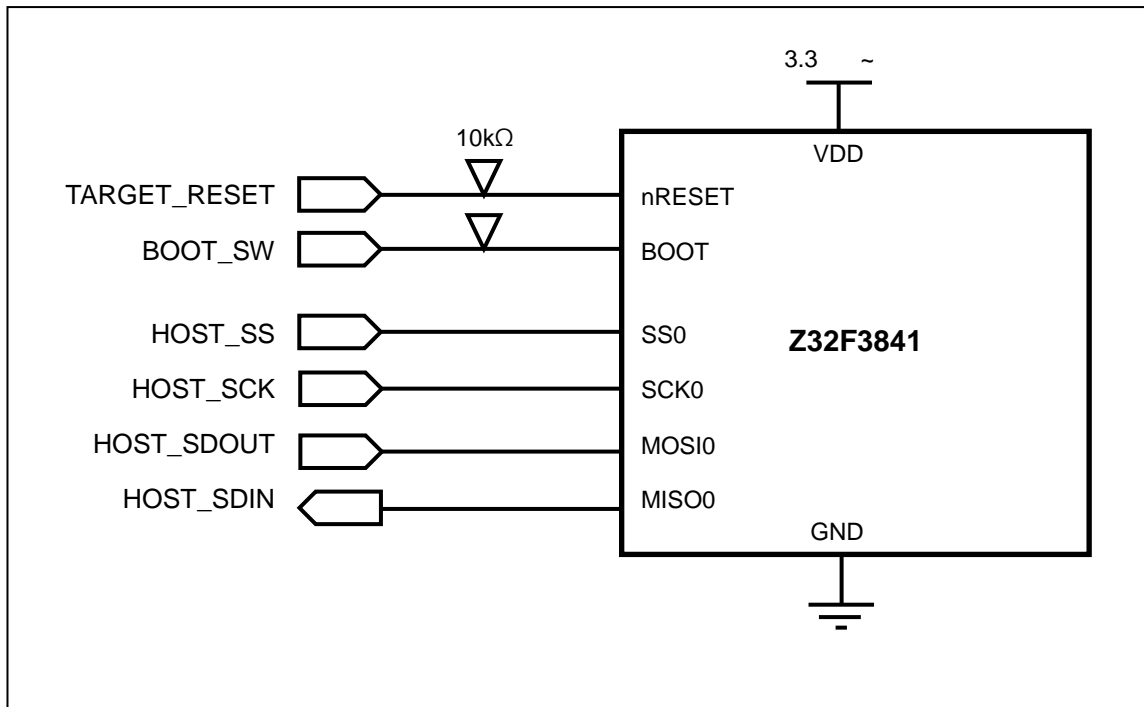 3.3 ~
10kΩ
VDD
TARGET_RESET
nRESET
BOOT_SW
BOOT
HOST_SS
SS0
Z32F3841
HOST_SCK
SCK0
HOST_SDOUT
MOSI0
HOST_SDIN
MISO0
GND